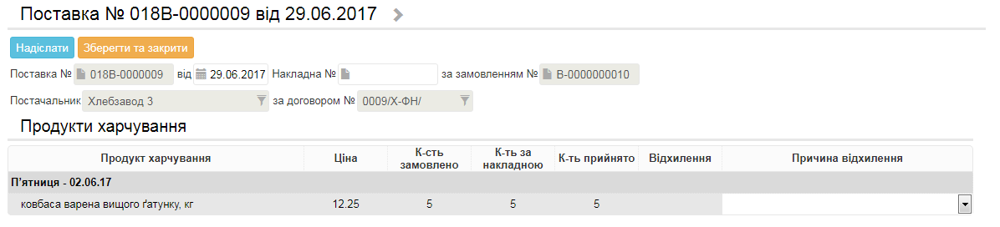 Поставка № 018В-0000009 від 29.06.2017
Надіслати Зберегти та закрити
Поставка № 018В-0000009 від 29.06.2017 Накладна № за замовленням № В-0000000010
Постачальник Хлебзавод 3 за договором № 0009/Х-ФН/
Продукти харчування
Продукт харчування Ціна К-сть замовлено К-ть за накладною К-ть прийнято Відхилення Причина відхилення
П'ятниця - 02.06.17
ковбаса варена вищого ґатунку, кг 12.25 5 5 5